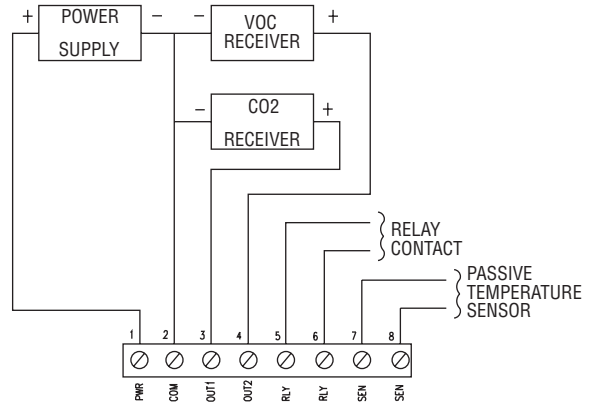 + POWER SUPPLY -
- VOC RECEIVER +
- CO2 RECEIVER +
RELAY
CONTACT
PASSIVE
TEMPERATURE
SENSOR
1 2 3 4 5 6 7 8
PWR COM OUT1 OUT2 RLY RLY SEN SEN